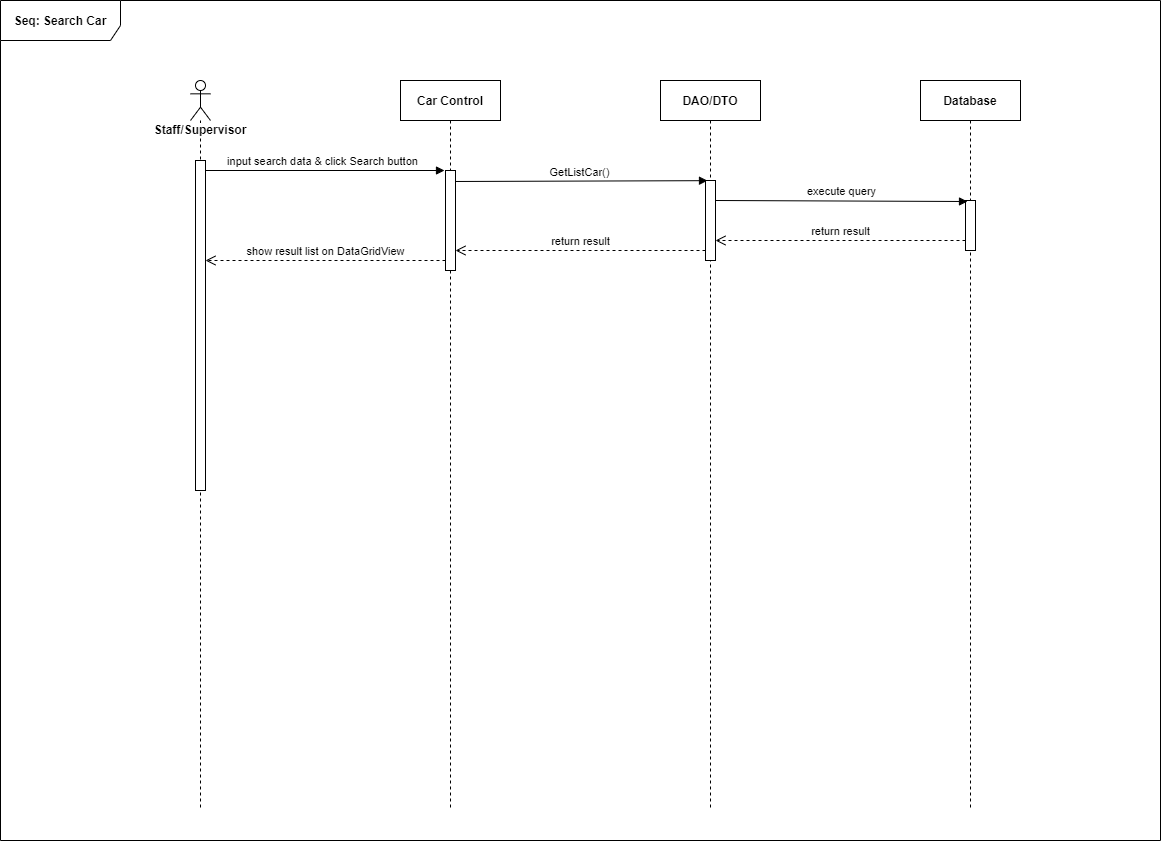 Seq: Search Car
Staff/Supervisor
Car Control
DAO/DTO
Database
input search data & click Search button
GetListCar()
execute query
return result
return result
show result list on DataGridView